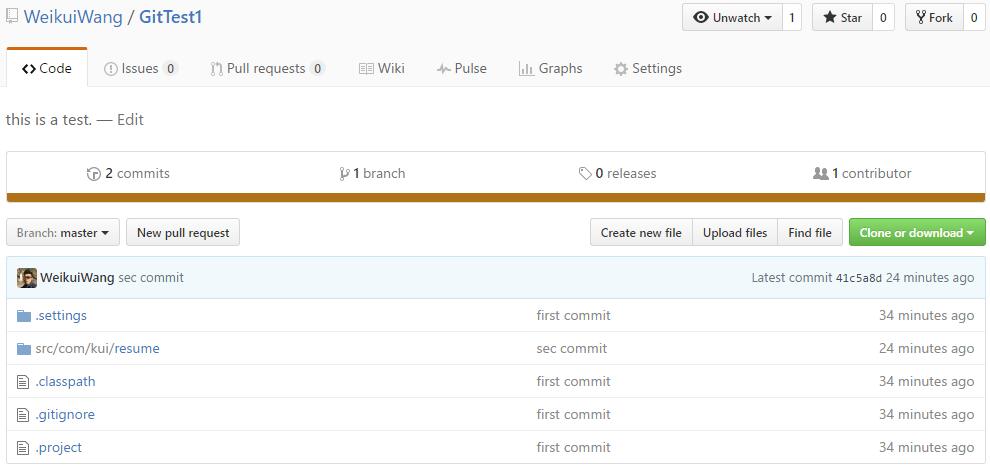 WeikuiWang / GitTest1 Unwatch 1 Star 0 Fork 0
Code Issues 0 Pull requests 0 Wiki Pulse Graphs Settings
this is a test. — Edit
2 commits 1 branch 0 releases 1 contributor
Branch: master New pull request Create new file Upload files Find file Clone or download
WeikuiWang sec commit Latest commit 41c5a8d 24 minutes ago
.settings first commit 34 minutes ago
src/com/kui/resume sec commit 24 minutes ago
.classpath first commit 34 minutes ago
.gitignore first commit 34 minutes ago
.project first commit 34 minutes ago